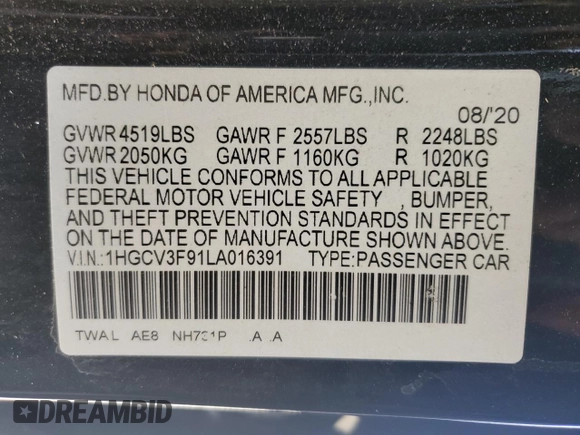 MFD.BY HONDA OF AMERICA MFG.,INC.
08/'20
GVWR 4519LBS GAWR F 2557LBS R 2248LBS
GVWR 2050KG GAWR F 1160KG R 1020KG
THIS VEHICLE CONFORMS TO ALL APPLICABLE
FEDERAL MOTOR VEHICLE SAFETY , BUMPER,
AND THEFT PREVENTION STANDARDS IN EFFECT
ON THE DATE OF MANUFACTURE SHOWN ABOVE.
V.I.N.:1HGCV3F91LA016391 TYPE:PASSENGER CAR
TWAL AE8 NH731P .A .A
DREAMBID